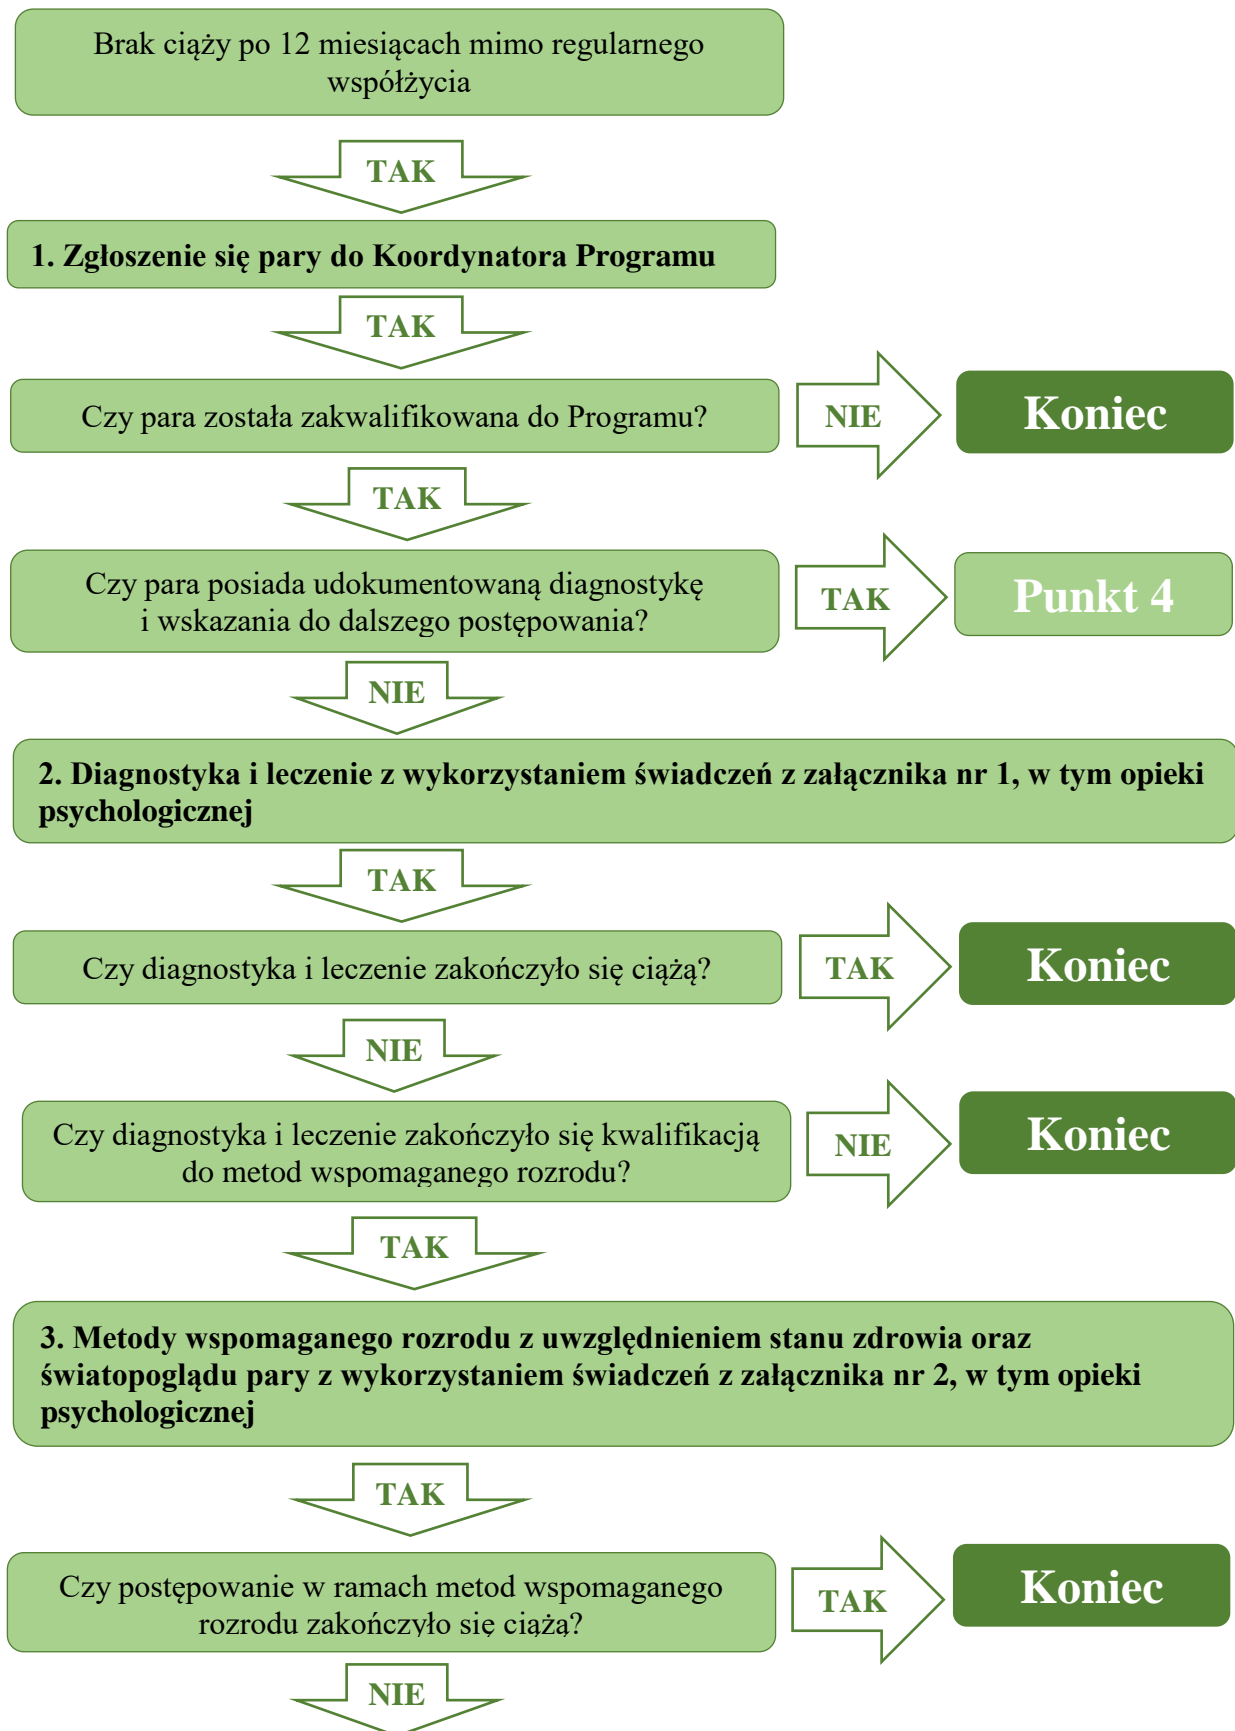 Brak ciąży po 12 miesiącach mimo regularnego
współżycia
TAK
1. Zgłoszenie się pary do Koordynatora Programu
TAK
Czy para została zakwalifikowana do Programu?
NIE
Koniec
TAK
Czy para posiada udokumentowaną diagnostykę
i wskazania do dalszego postępowania?
TAK
Punkt 4
NIE
2. Diagnostyka i leczenie z wykorzystaniem świadczeń z załącznika nr 1, w tym opieki
psychologicznej
TAK
Czy diagnostyka i leczenie zakończyło się ciążą?
TAK
Koniec
NIE
Czy diagnostyka i leczenie zakończyło się kwalifikacją
do metod wspomaganego rozrodu?
NIE
Koniec
TAK
3. Metody wspomaganego rozrodu z uwzględnieniem stanu zdrowia oraz
światopoglądu pary z wykorzystaniem świadczeń z załącznika nr 2, w tym opieki
psychologicznej
TAK
Czy postępowanie w ramach metod wspomaganego
rozrodu zakończyło się ciążą?
TAK
Koniec
NIE